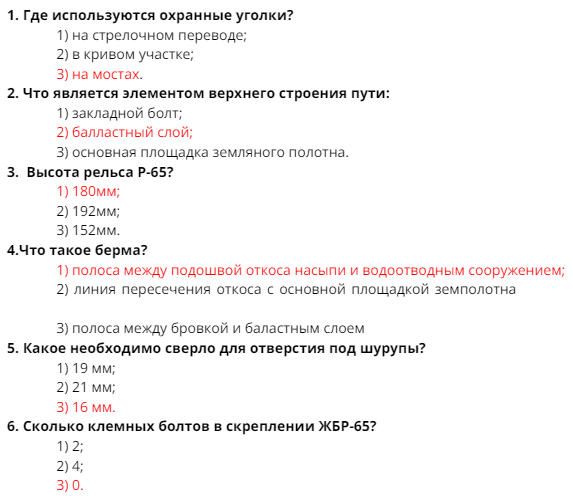 1. Где используются охранные уголки?
1) на стрелочном переводе;
2) в кривом участке;
3) на мостах.
2. Что является элементом верхнего строения пути:
1) закладной болт;
2) балластный слой;
3) основная площадка земляного полотна.
3. Высота рельса Р-65?
1) 180мм;
2) 192мм;
3) 152мм.
4.Что такое берма?
1) полоса между подошвой откоса насыпи и водоотводным сооружением;
2) линия пересечения откоса с основной площадкой земполотна
3) полоса между бровкой и баластным слоем
5. Какое необходимо сверло для отверстия под шурупы?
1) 19 мм;
2) 21 мм;
3) 16 мм.
6. Сколько клемных болтов в скреплении ЖБР-65?
1) 2;
2) 4;
3) 0.